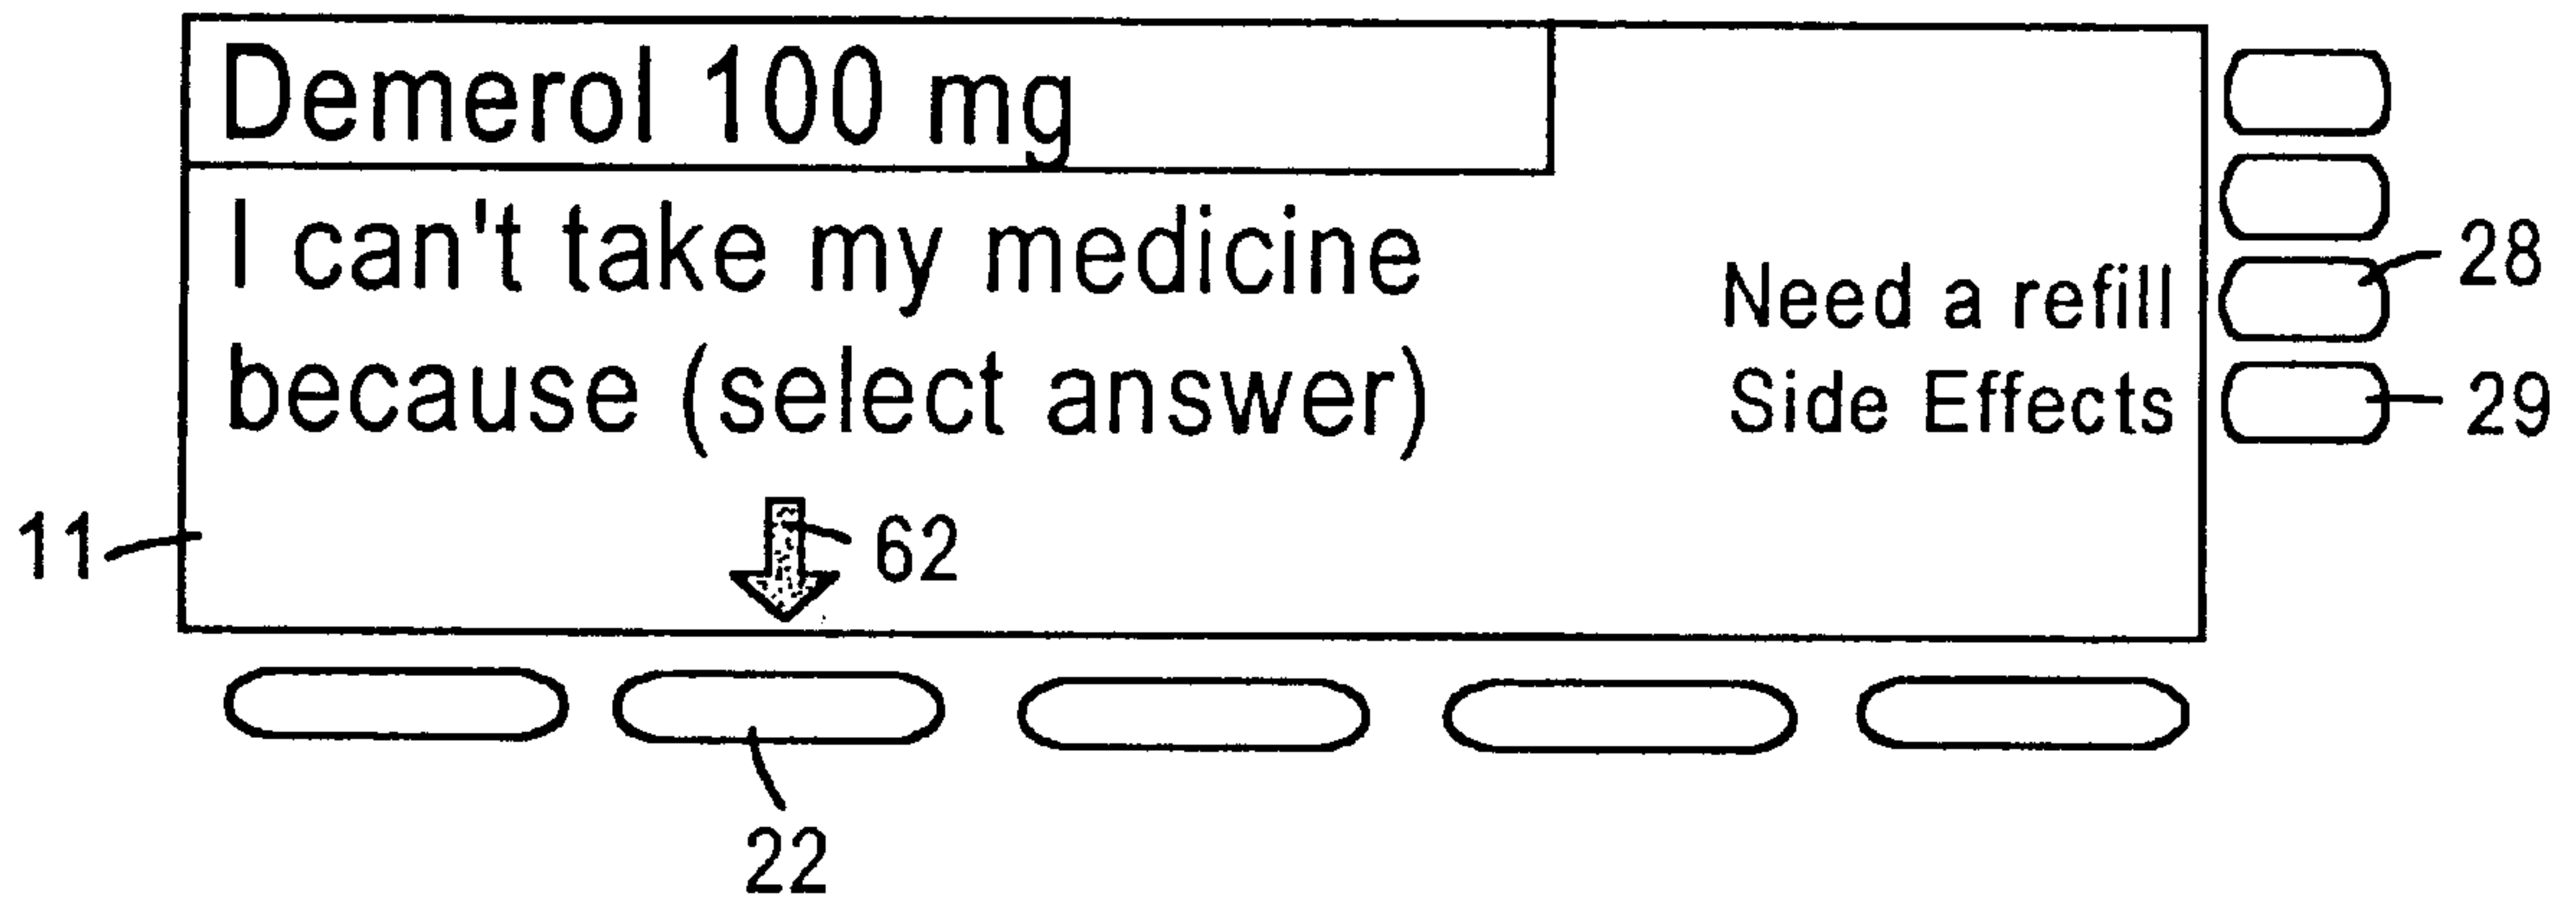 Demerol 100 mg
I can't take my medicine
because (select answer)
Need a refill
Side Effects
28
29
11
62
22